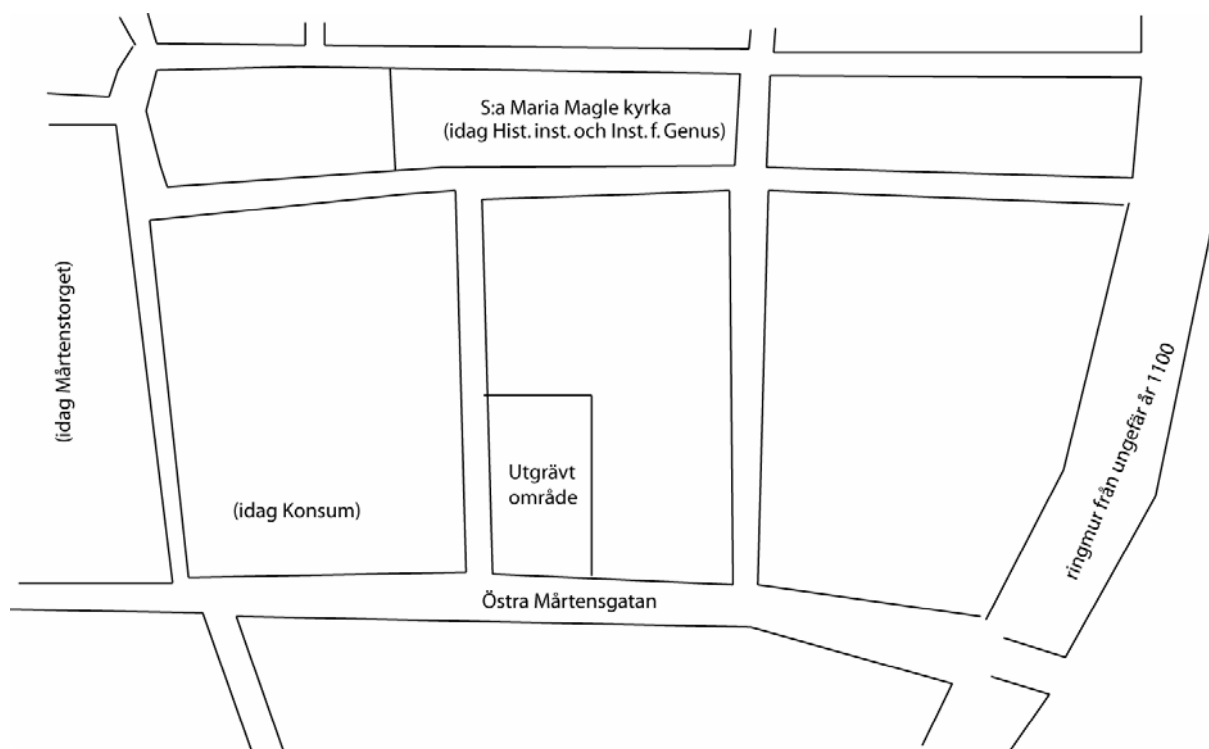 S:a Maria Magle kyrka
(idag Hist. inst. och Inst. f. Genus)
(idag Mårtenstorget)
ringmur från ungefär år 1100
Utgrävt
område
(idag Konsum)
Östra Mårtensgatan